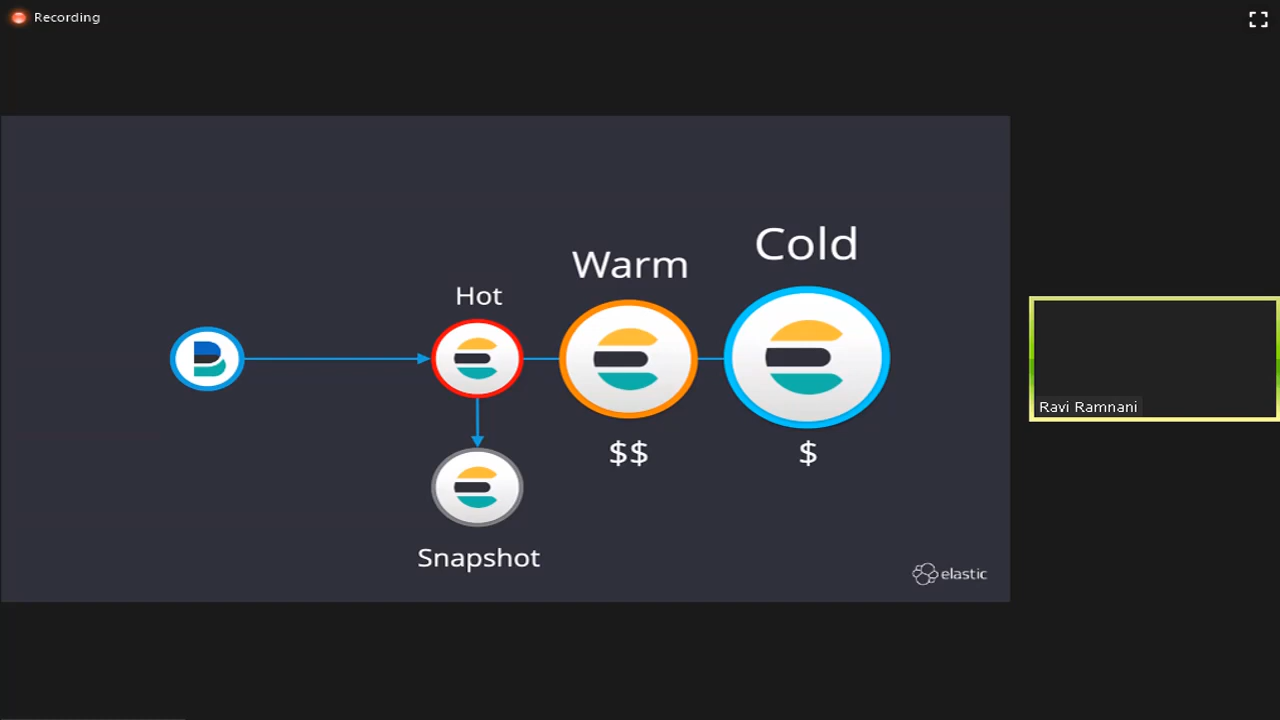 Recording
Cold
Warm
Hot
$$
$
Snapshot
elastic
Ravi Ramnani